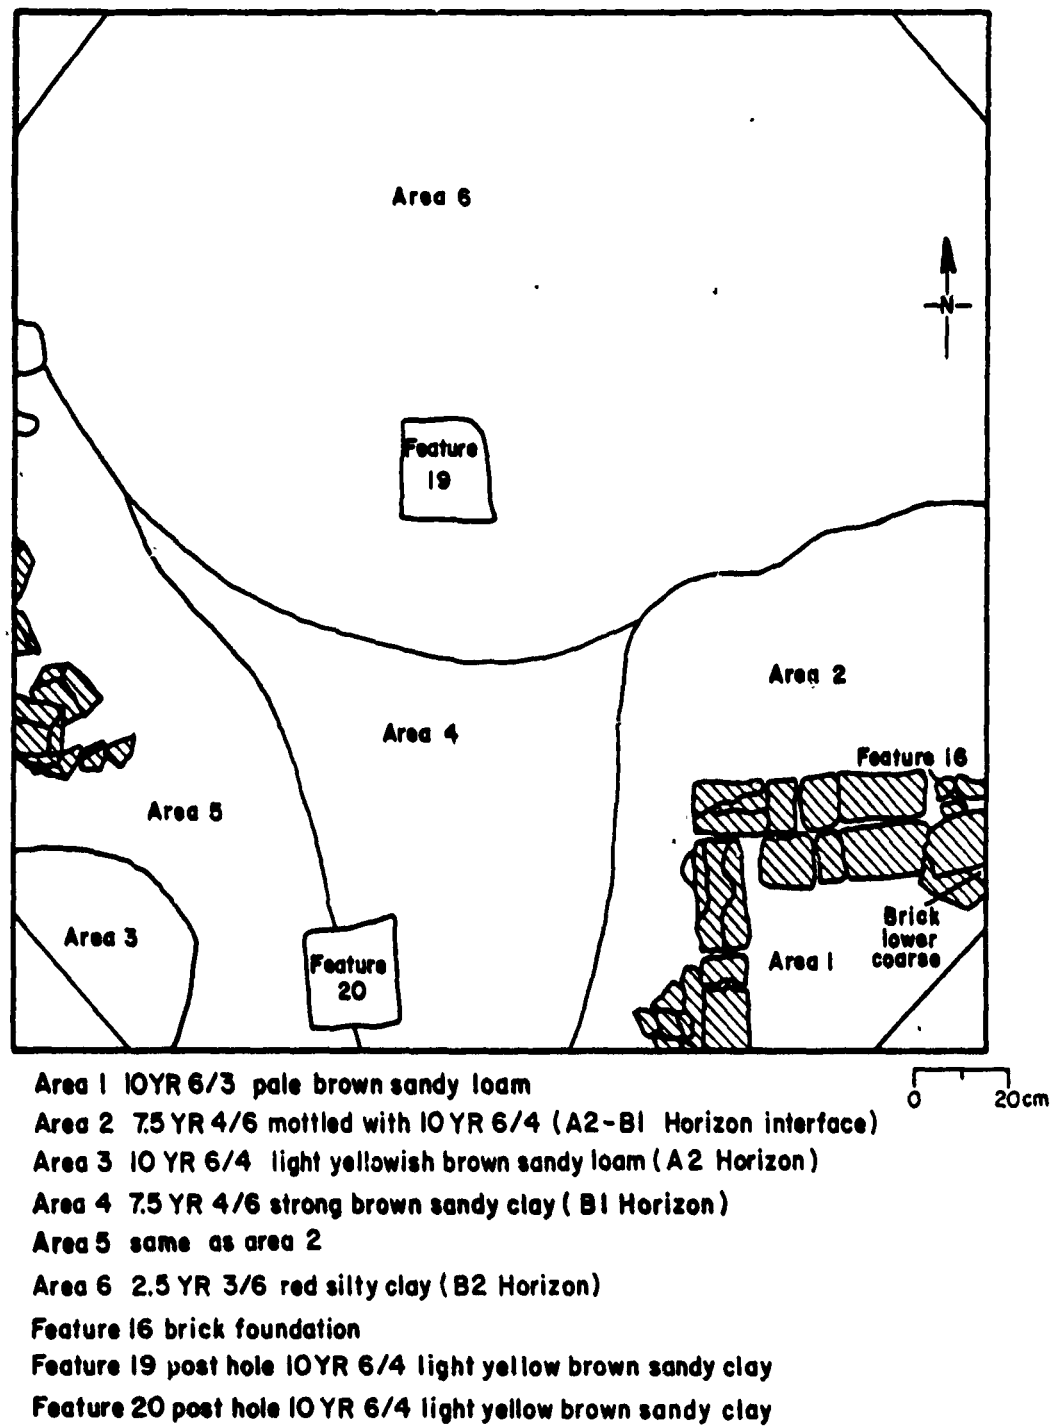 Area 6
N
Feature
19
Area 2
Area 4
Feature 16
Area 5
Brick
lower
coarse
Area 3
Feature
20
Area 1
0 20cm
Area 1 10YR 6/3 pale brown sandy loam
Area 2 7.5 YR 4/6 mottled with 10 YR 6/4 (A2-B1 Horizon interface)
Area 3 10 YR 6/4 light yellowish brown sandy loam (A2 Horizon)
Area 4 7.5 YR 4/6 strong brown sandy clay (B1 Horizon)
Area 5 same as area 2
Area 6 2.5 YR 3/6 red silty clay (B2 Horizon)
Feature 16 brick foundation
Feature 19 post hole 10YR 6/4 light yellow brown sandy clay
Feature 20 post hole 10 YR 6/4 light yellow brown sandy clay